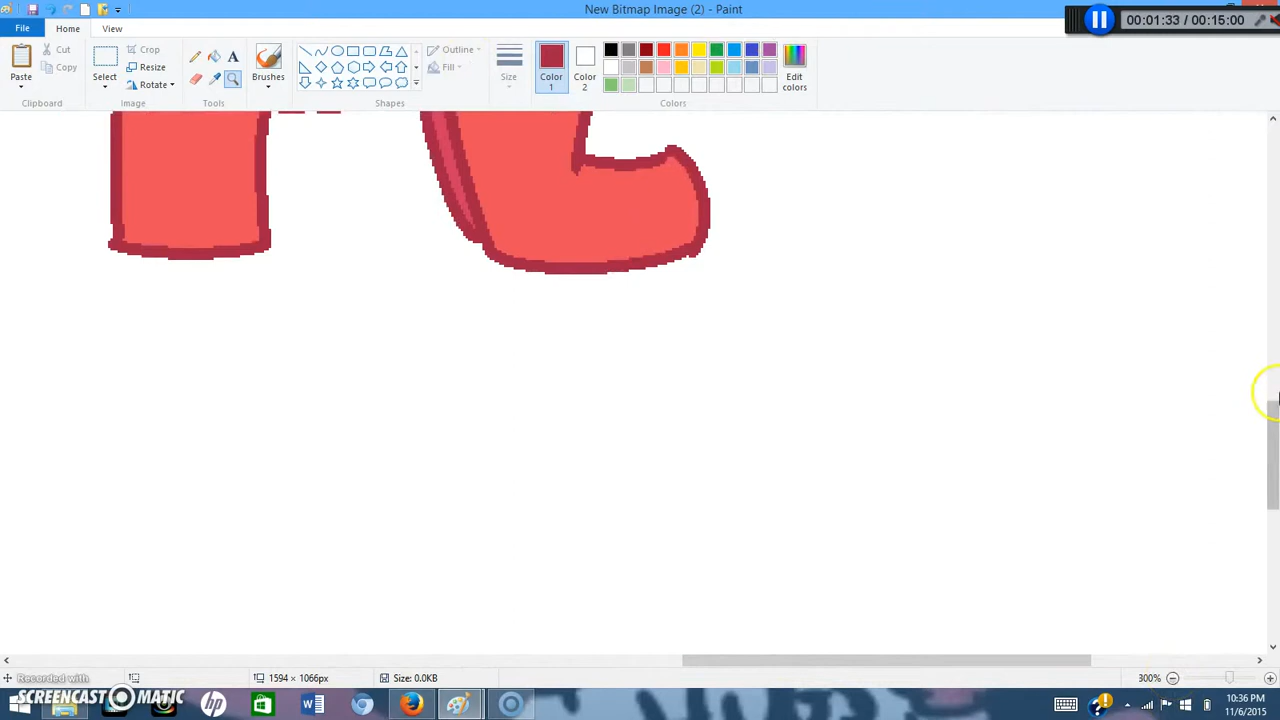 New Bitmap Image (2) - Paint
00:01:33 / 00:15:00
File
Home
View
Paste
Cut
Copy
Clipboard
Select
Crop
Resize
Rotate
Image
A
Tools
Brushes
Outline
Fill
Shapes
Size
Color
1
Color
2
Edit
colors
Colors
1594 × 1066px
Size: 0.0KB
300%
Recorded with
SCREENCAST MATIC
hp
10:36 PM
11/6/2015